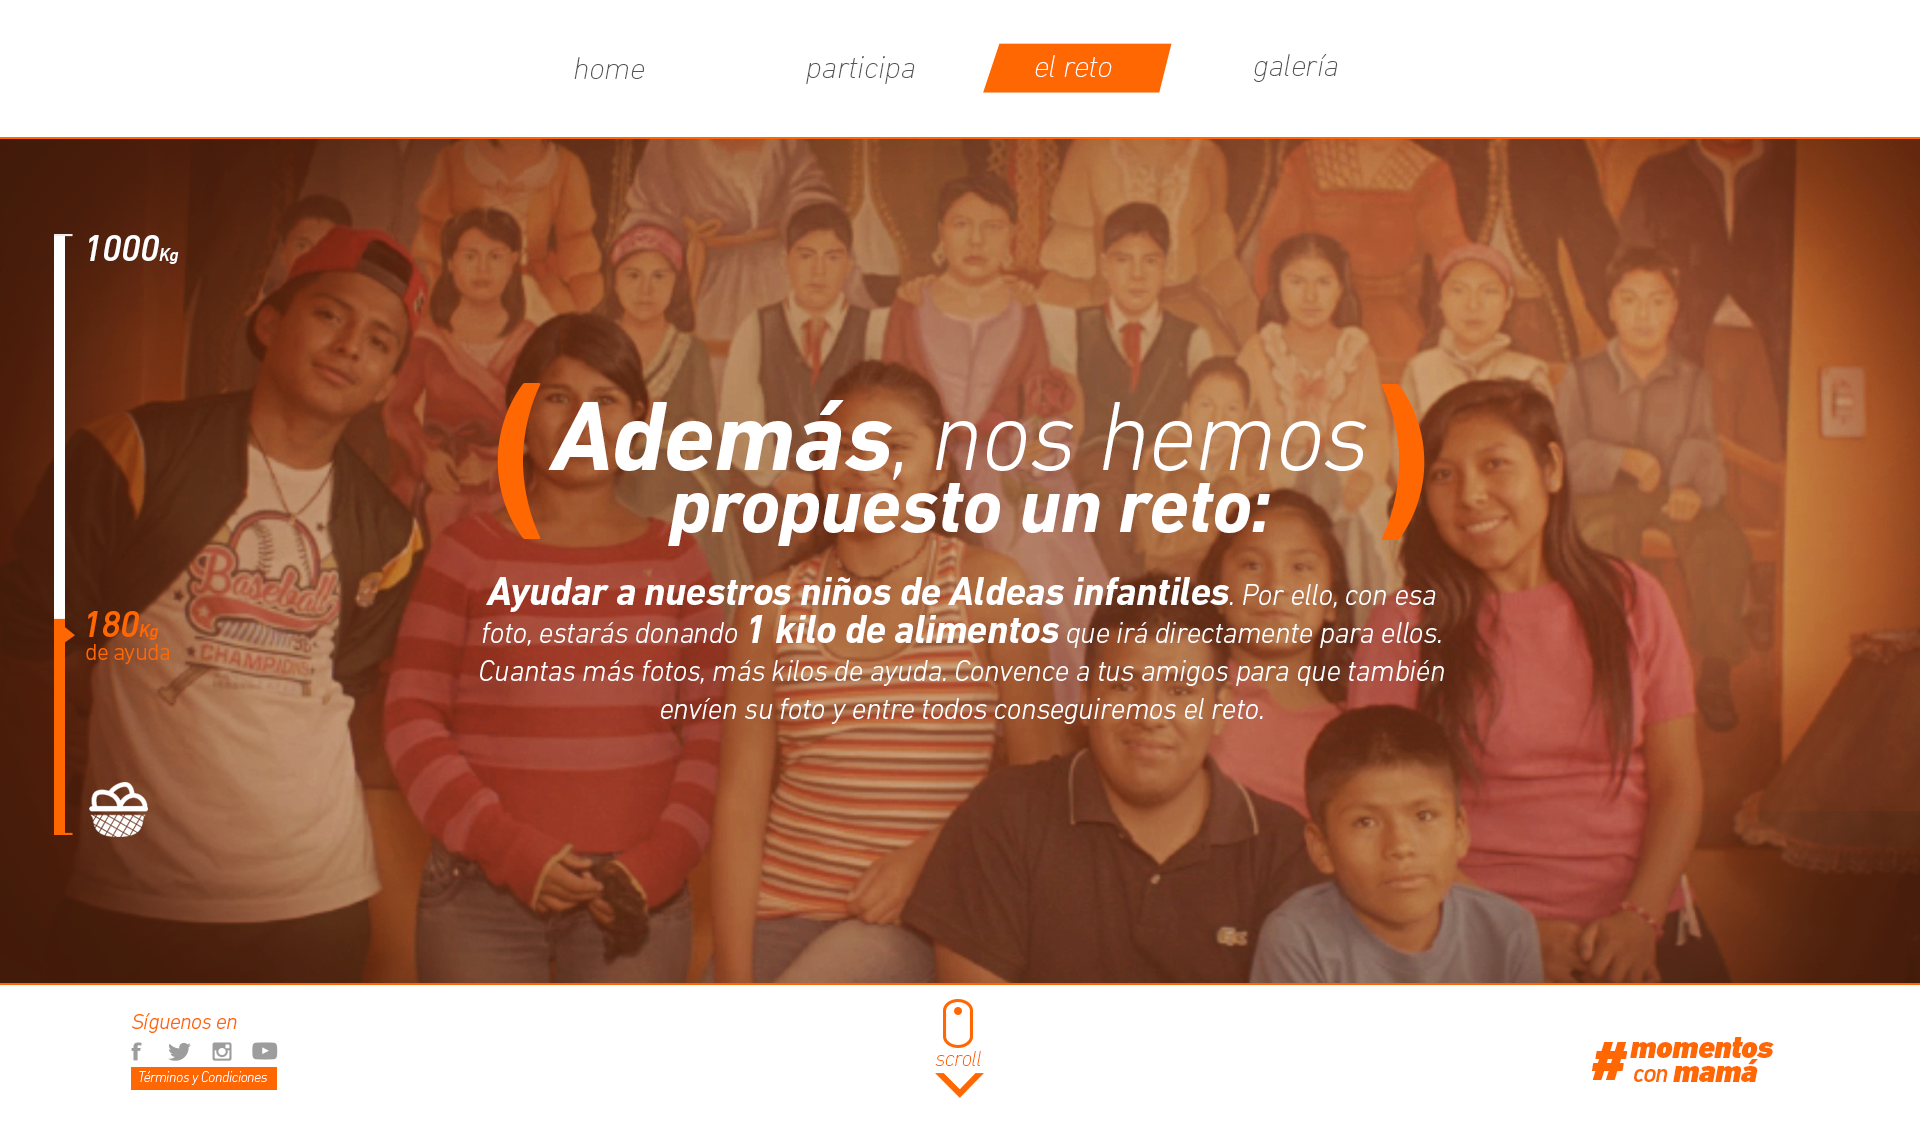 home
participa
el reto
galería
1000Kg
(Además, nos hemos
propuesto un reto:)
Ayudar a nuestros niños de Aldeas infantiles. Por ello, con esa
foto, estarás donando 1 kilo de alimentos que irá directamente para ellos.
Cuantas más fotos, más kilos de ayuda. Convence a tus amigos para que también
envíen su foto y entre todos conseguiremos el reto.
180Kg
de ayuda
Baseball
CHAMPIONS
Síguenos en
Términos y Condiciones
scroll
#momentos
con mamá